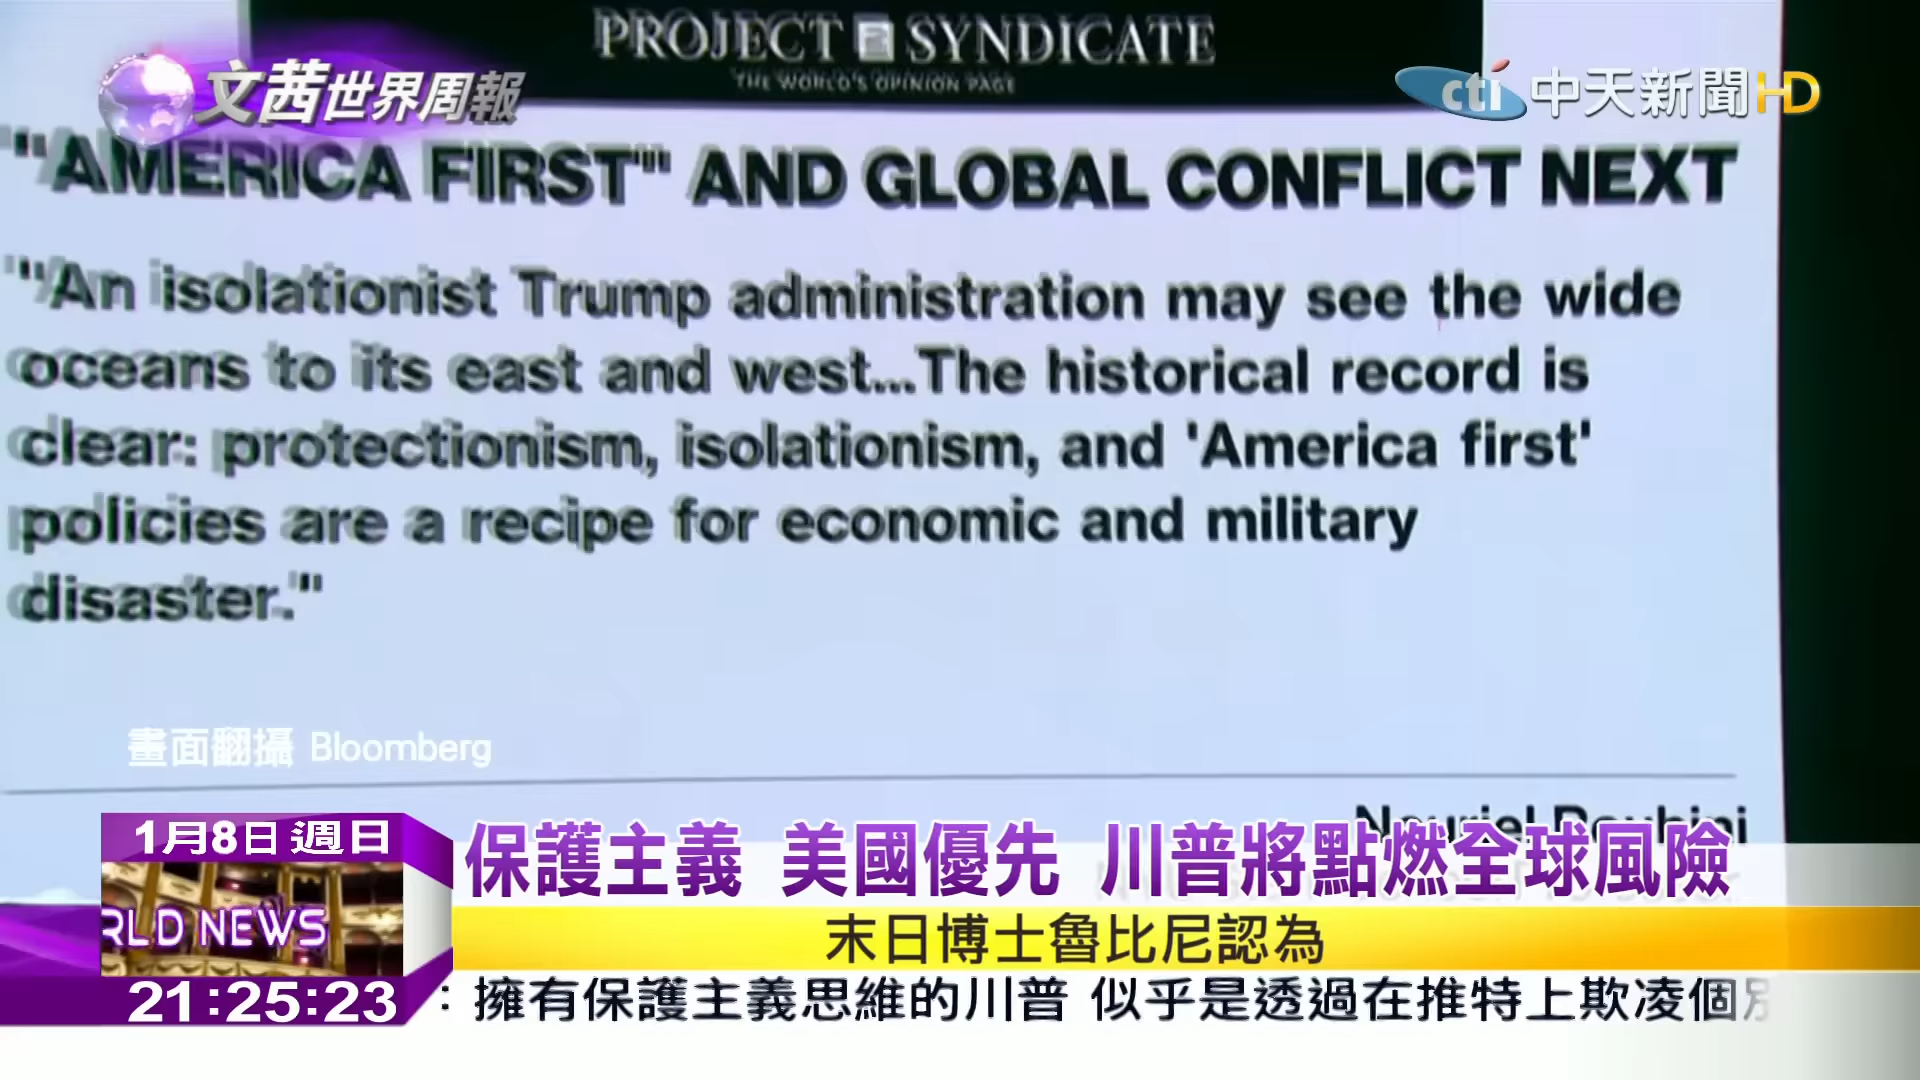 PROJECT SYNDICATE
THE WORLD'S OPINION PAGE
文茜世界周報
cti 中天新聞HD
"AMERICA FIRST" AND GLOBAL CONFLICT NEXT
"An isolationist Trump administration may see the wide
oceans to its east and west...The historical record is
clear: protectionism, isolationism, and 'America first'
policies are a recipe for economic and military
disaster."
畫面翻攝 Bloomberg
Nouriel Roubini
1月8日 週日
保護主義 美國優先 川普將點燃全球風險
RLD NEWS
末日博士魯比尼認為
21:25:23
: 擁有保護主義思維的川普 似乎是透過在推特上欺凌個